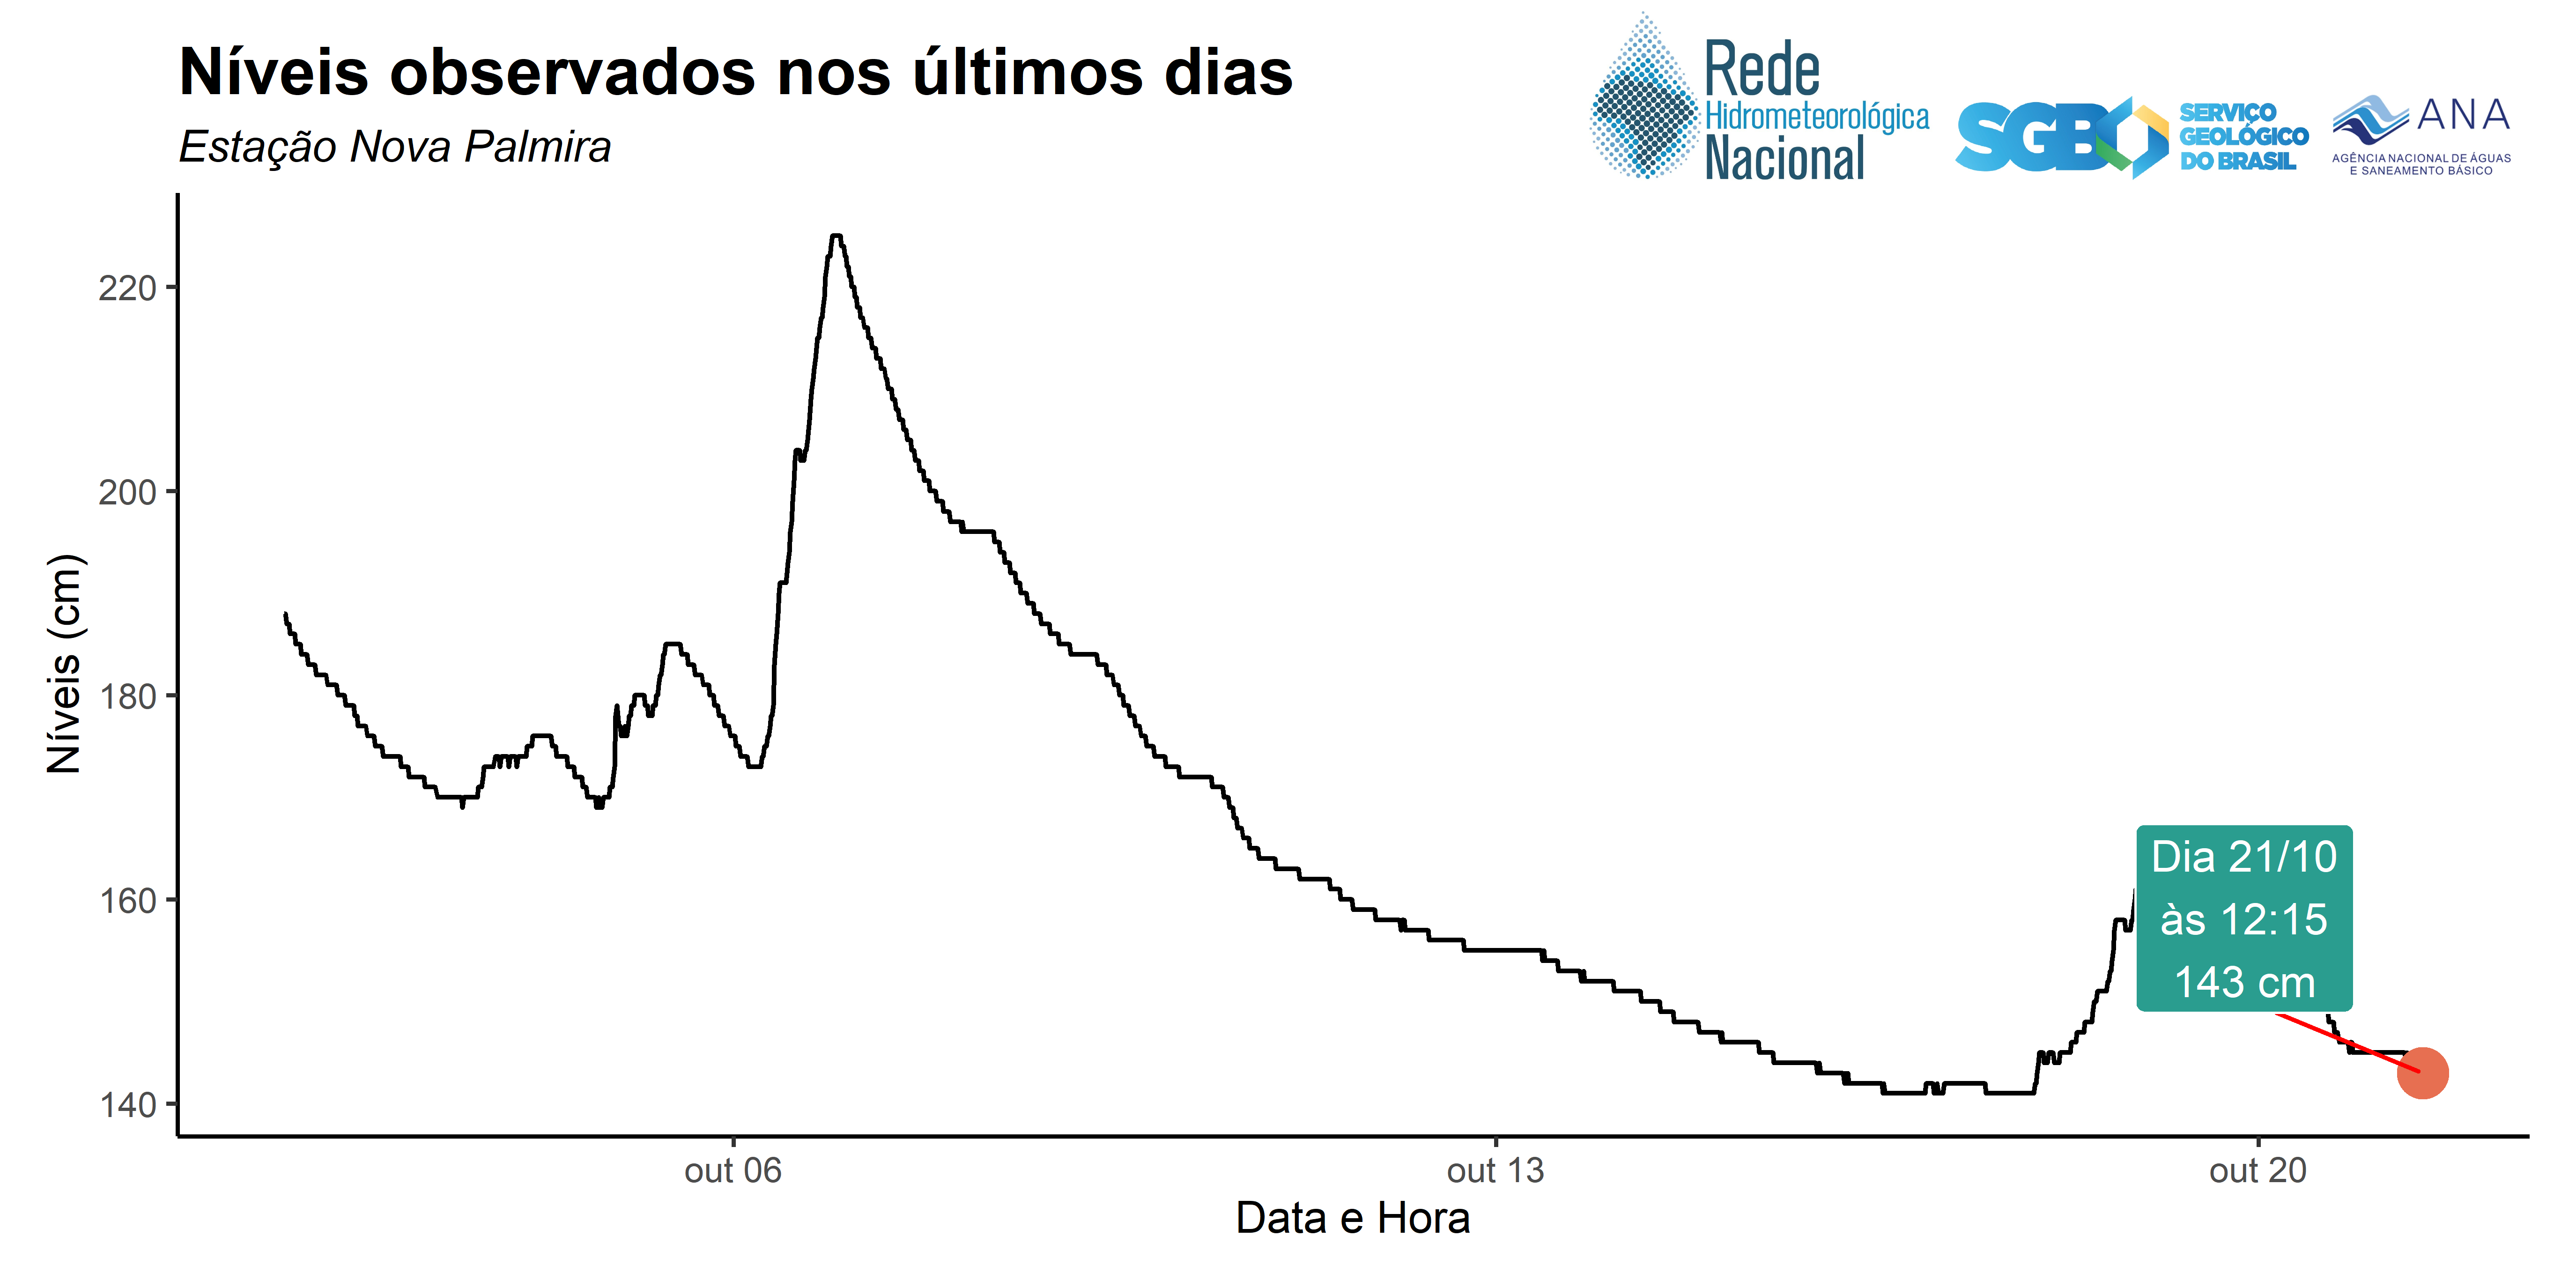 Níveis observados nos últimos dias
Estação Nova Palmira
Rede
Hidrometeorológica
Nacional
SGB
SERVIÇO
GEOLÓGICO
DO BRASIL
ANA
AGÊNCIA NACIONAL DE ÁGUAS
E SANEAMENTO BÁSICO
Níveis (cm)
220
200
180
160
140
Dia 21/10
às 12:15
143 cm
out 06
out 13
out 20
Data e Hora